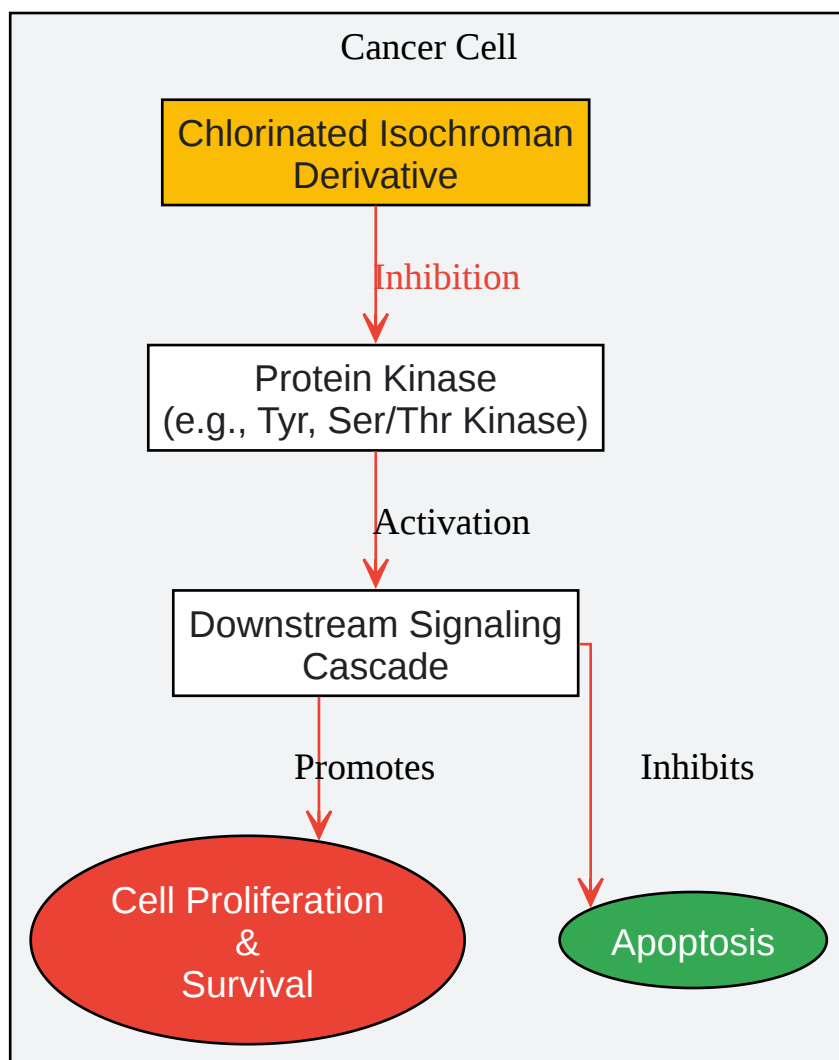 Cancer Cell
Chlorinated Isochroman
Derivative
Inhibition
Protein Kinase
(e.g., Tyr, Ser/Thr Kinase)
Activation
Downstream Signaling
Cascade
Promotes
Inhibits
Cell Proliferation
&
Survival
Apoptosis